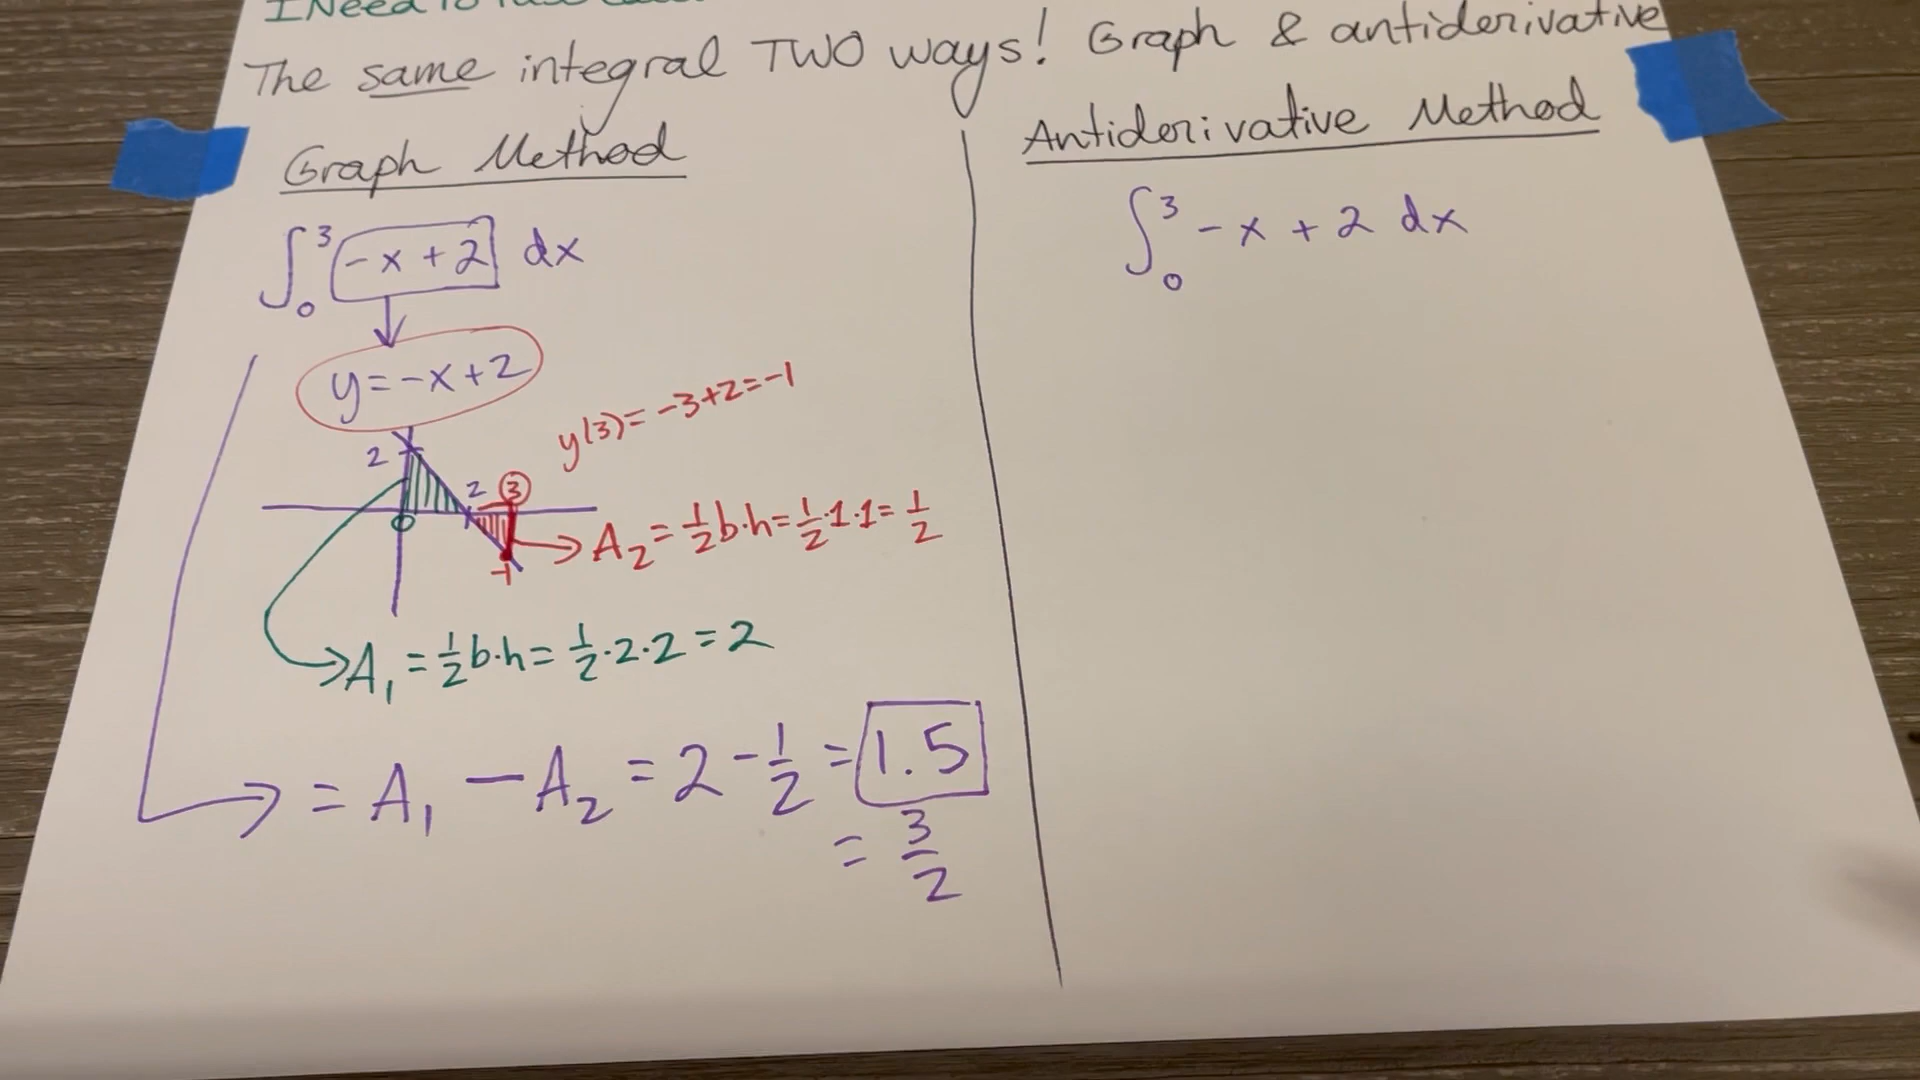 I Need to
The same integral TWO ways! Graph & antiderivative
Graph Method
∫₀³ -x + 2 dx
y = -x + 2
y(3) = -3+2 = -1
2
2 3
0
-1
A₂ = 1/2 b·h = 1/2·1·1 = 1/2
A₁ = 1/2 b·h = 1/2·2·2 = 2
= A₁ - A₂ = 2 - 1/2 = 1.5
= 3/2
Antiderivative Method
∫₀³ -x + 2 dx